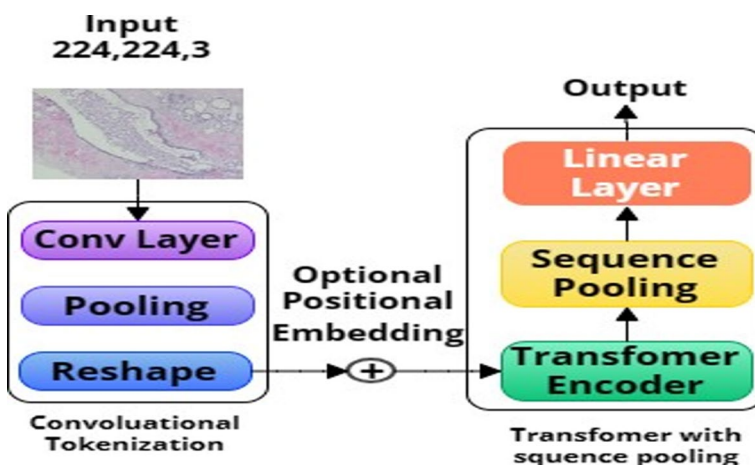 Input
224,224,3
Conv Layer
Pooling
Reshape
Convoluational
Tokenization
Optional
Positional
Embedding
+
Output
Linear
Layer
Sequence
Pooling
Transfomer
Encoder
Transfomer with
squence pooling